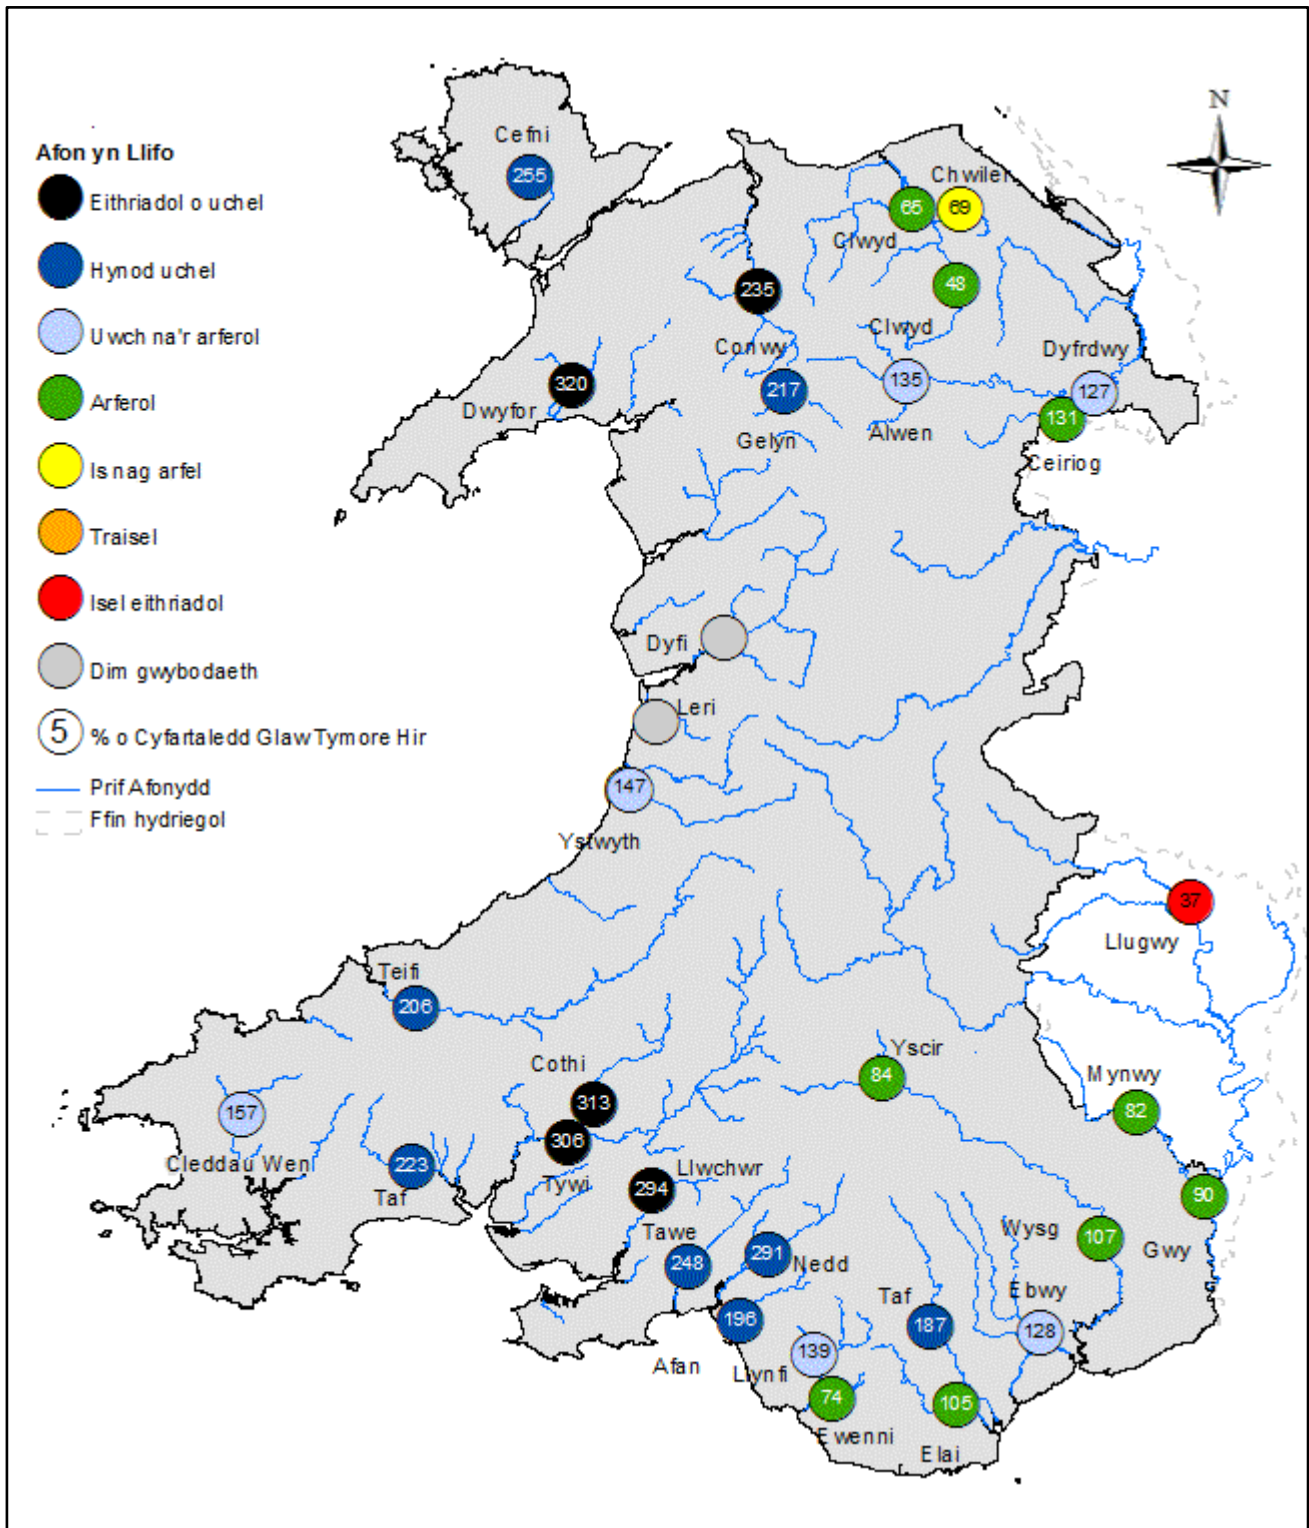 N
Afon yn Llifo
Eithriadol o uchel
Hynod uchel
Uwch na'r arferol
Arferol
Is nag arfel
Traisel
Isel eithriadol
Dim gwybodaeth
5 % o Cyfartaledd Glaw Tymore Hir
Prif Afonydd
Ffin hydriegol
Cefni
255
Chwiler
65
69
Clwyd
48
235
Clwyd
Conwy
Dyfrdwy
320
217
135
127
Dwyfor
131
Gelyn
Alwen
Ceiriog
Dyfi
Leri
147
Ystwyth
37
Llugwy
Teifi
206
Cothi
Yscir
84
Mynwy
313
82
157
306
Cleddau Wen
223
Llwchwr
Taf
Tywi
294
90
Tawe
Wysg
107
Gwy
248
291
Nedd
Ebwy
Taf
196
187
128
Afan
139
Llynfi
74
105
Ewenni
Elai